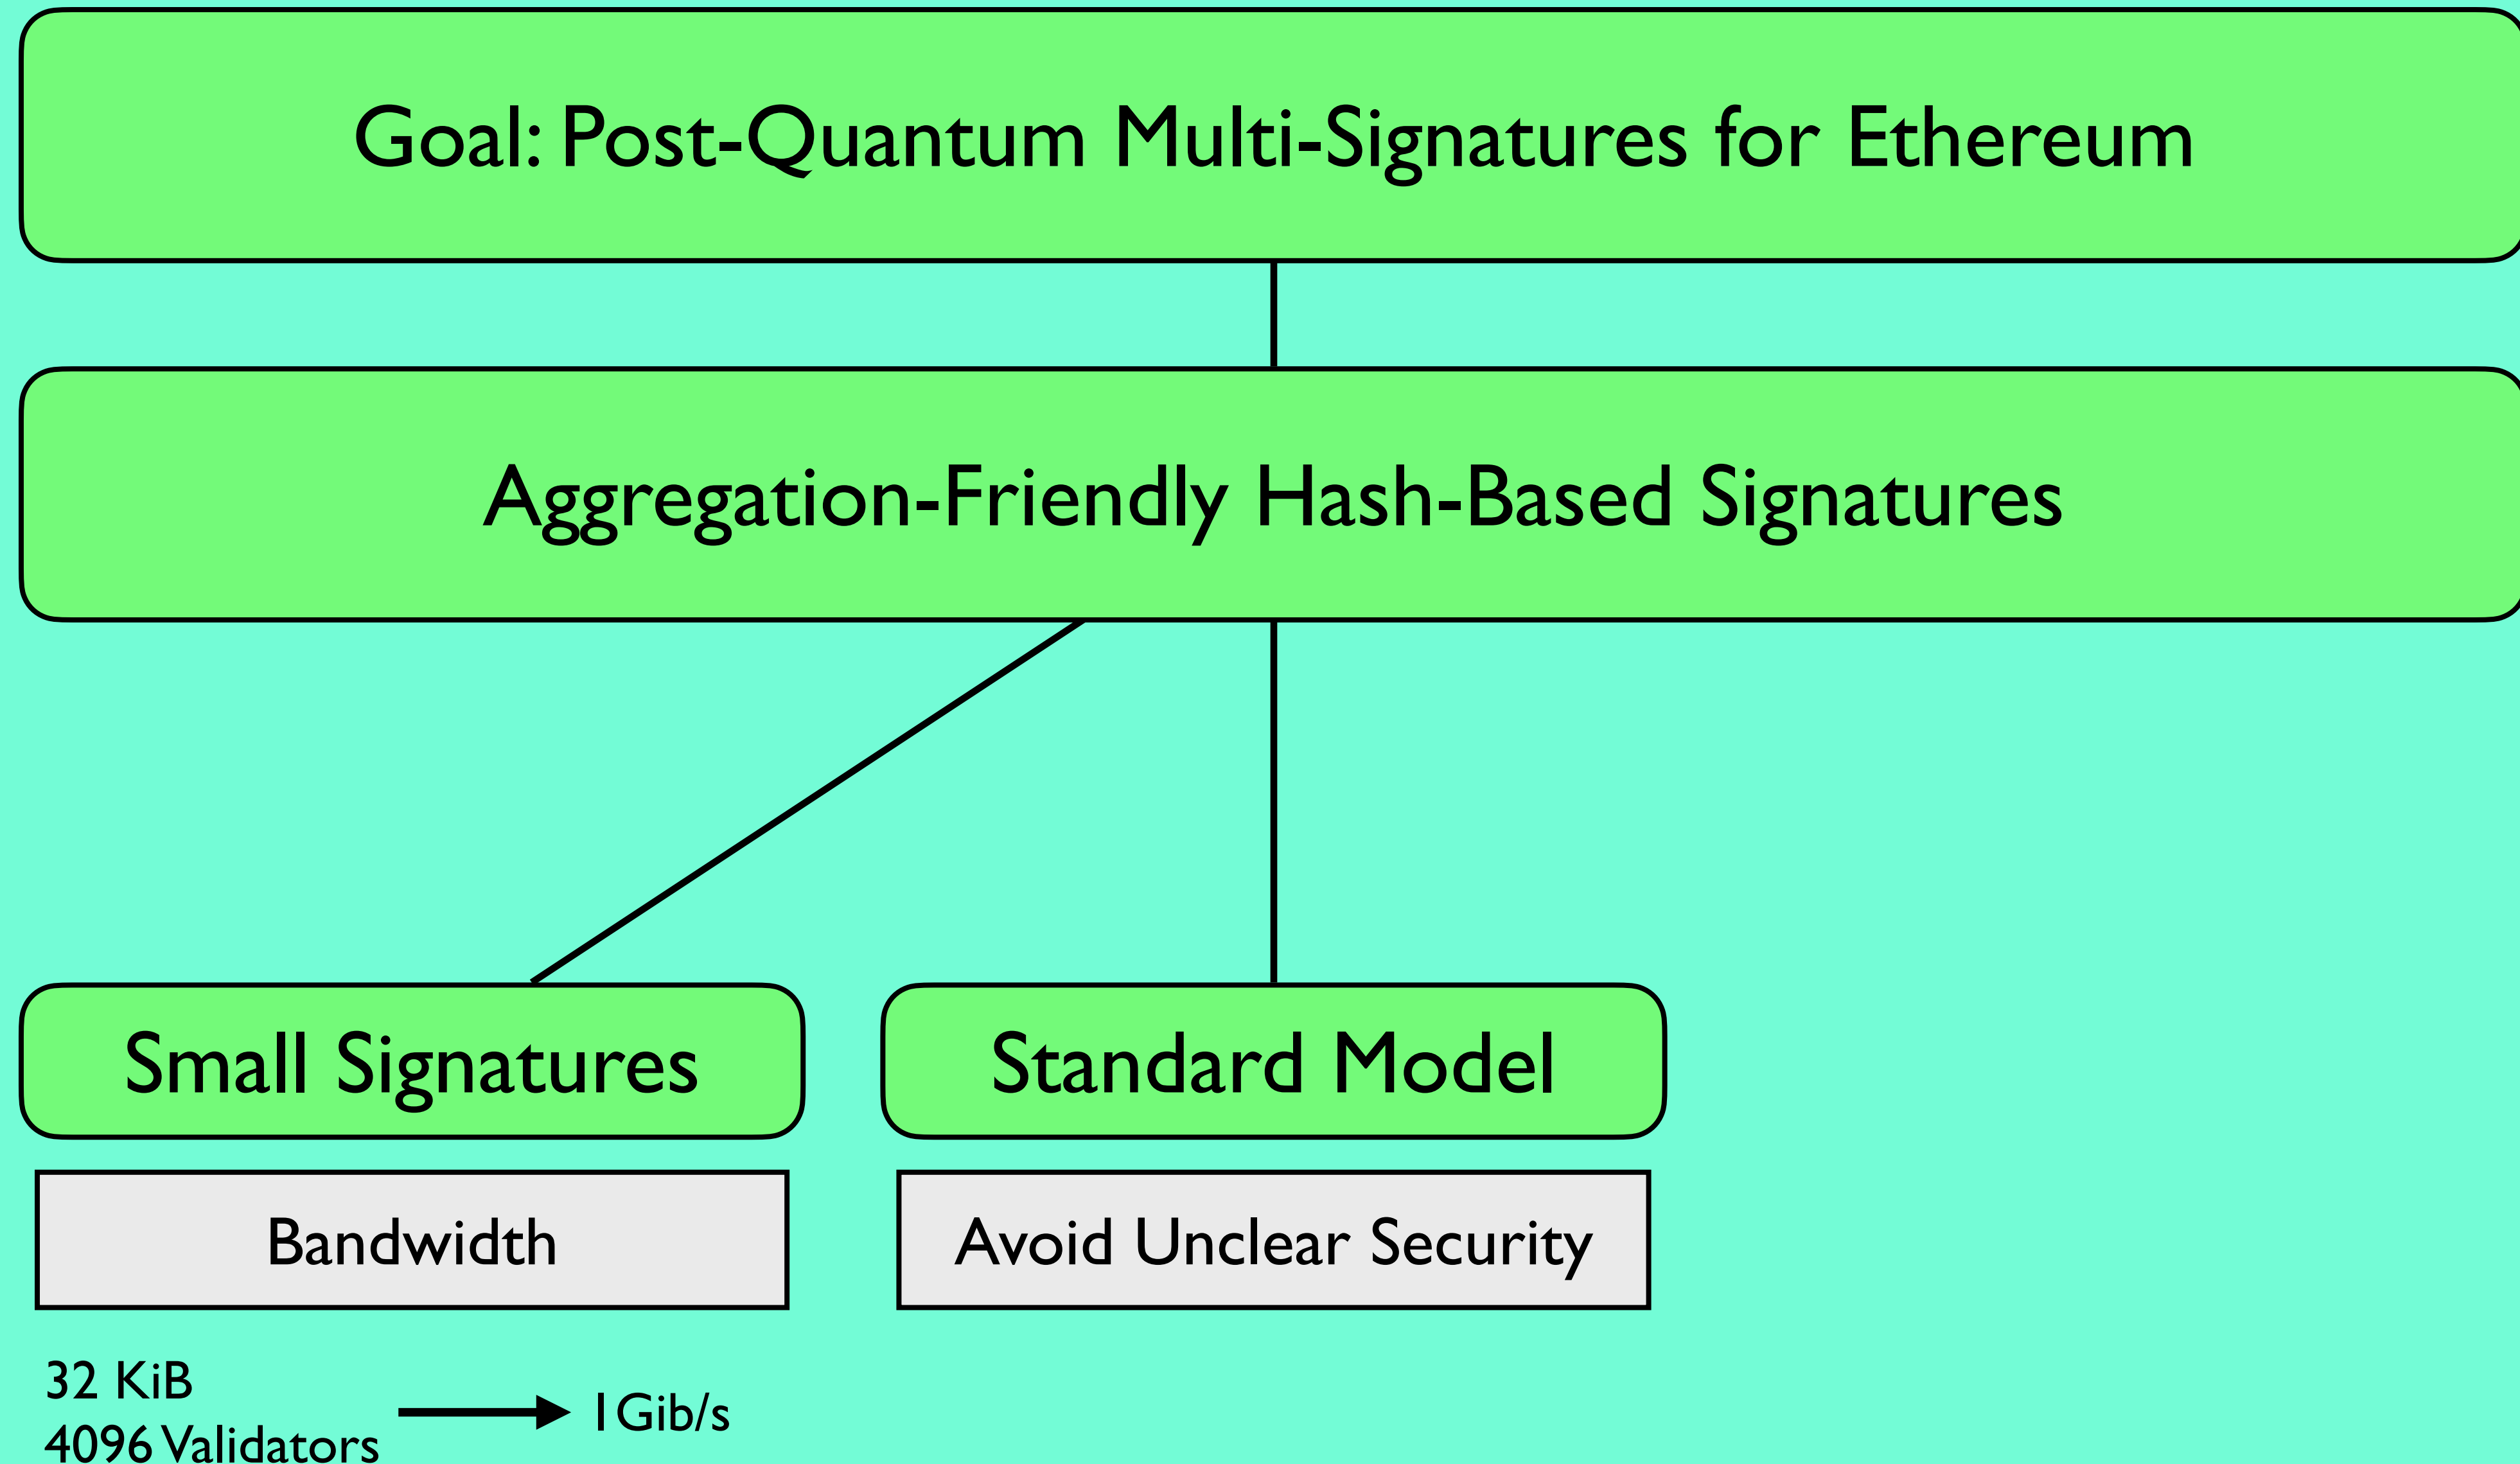 Goal: Post-Quantum Multi-Signatures for Ethereum
Aggregation-Friendly Hash-Based Signatures
Small Signatures
Standard Model
Bandwidth
Avoid Unclear Security
32 KiB
4096 Validators
1Gib/s